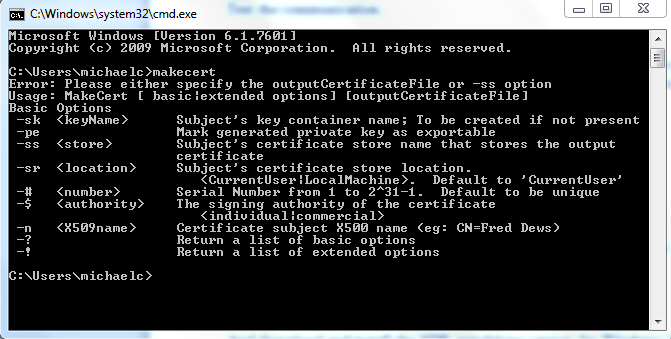 C:\Windows\system32\cmd.exe
Microsoft Windows [Version 6.1.7601]
Copyright (c) 2009 Microsoft Corporation.  All rights reserved.
C:\Users\michaelc>makecert
Error: Please either specify the outputCertificateFile or -ss option
Usage: MakeCert [ basic|extended options] [outputCertificateFile]
Basic Options
 -sk  <keyName>       Subject's key container name; To be created if not present
 -pe                  Mark generated private key as exportable
 -ss  <store>         Subject's certificate store name that stores the output
                      certificate
 -sr  <location>      Subject's certificate store location.
                         <CurrentUser|LocalMachine>.  Default to 'CurrentUser'
 -#   <number>        Serial Number from 1 to 2^31-1.  Default to be unique
 -$   <authority>     The signing authority of the certificate
                         <individual|commercial>
 -n   <X509name>      Certificate subject X500 name (eg: CN=Fred Dews)
 -?                   Return a list of basic options
 -!                   Return a list of extended options
C:\Users\michaelc>